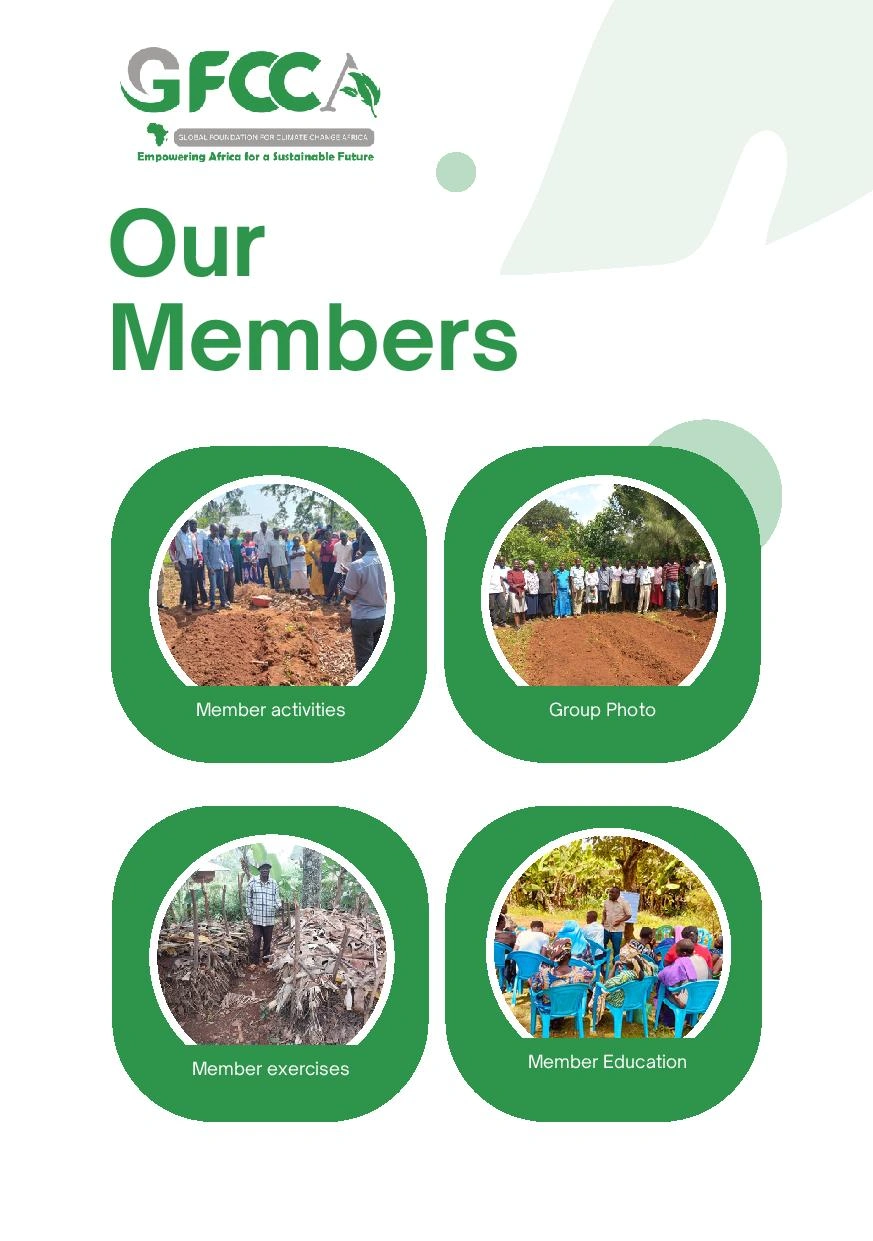 GFCCA
GLOBAL FOUNDATION FOR CLIMATE CHANGE AFRICA
Empowering Africa for a Sustainable Future
Our
Members
Member activities
Group Photo
Member exercises
Member Education